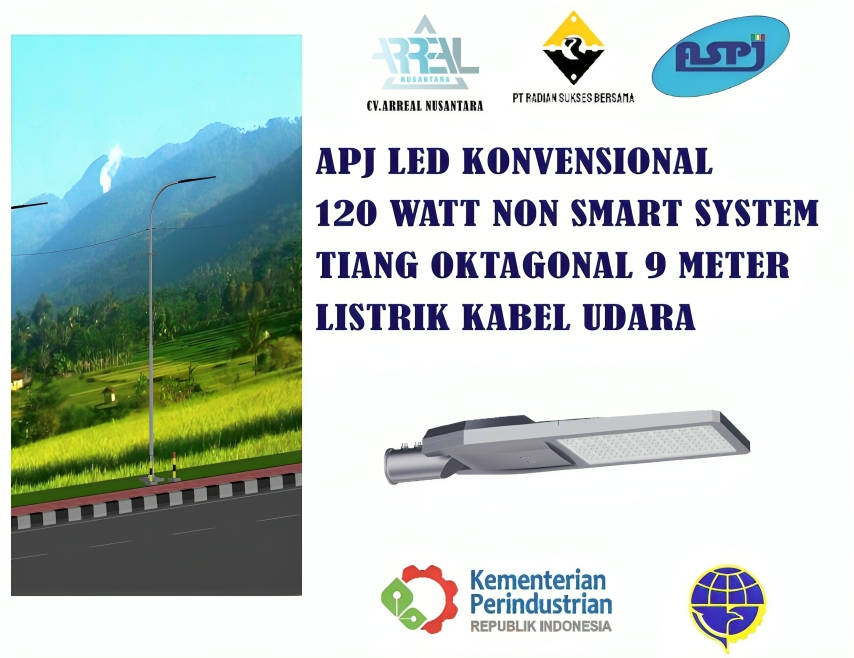 ARREAL
NUSANTARA
CV.ARREAL NUSANTARA
PT RADIAN SUKSES BERSAMA
ASPJ
APJ LED KONVENSIONAL
120 WATT NON SMART SYSTEM
TIANG OKTAGONAL 9 METER
LISTRIK KABEL UDARA
Kementerian
Perindustrian
REPUBLIK INDONESIA